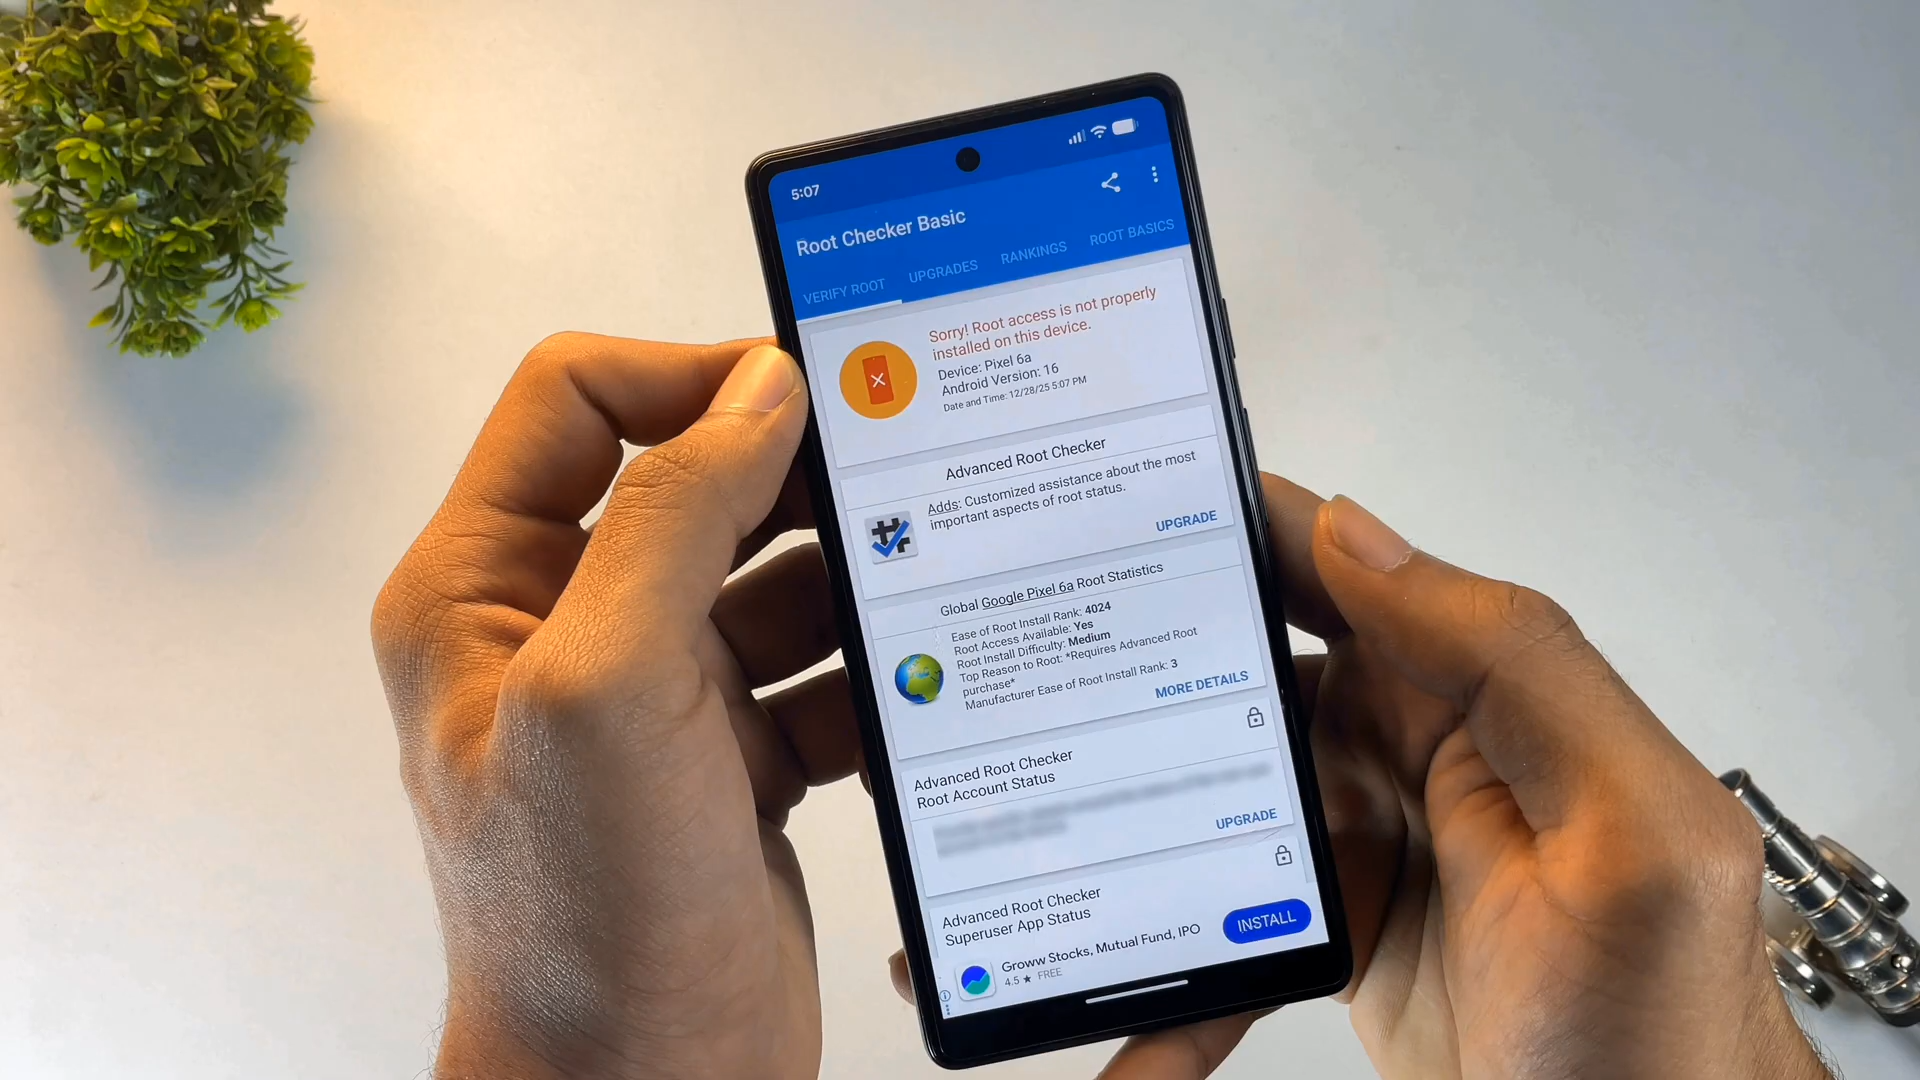 5:07
Root Checker Basic
VERIFY ROOT
UPGRADES
RANKINGS
ROOT BASICS
Sorry! Root access is not properly
installed on this device.
Device: Pixel 6a
Android Version: 16
Date and Time: 12/28/25 5:07 PM
Advanced Root Checker
Adds: Customized assistance about the most
important aspects of root status.
UPGRADE
Global Google Pixel 6a Root Statistics
Ease of Root Install Rank: 4024
Root Access Available: Yes
Root Install Difficulty: Medium
Top Reason to Root: *Requires Advanced Root
purchase*
Manufacturer Ease of Root Install Rank: 3
MORE DETAILS
Advanced Root Checker
Root Account Status
UPGRADE
Advanced Root Checker
Superuser App Status
Groww Stocks, Mutual Fund, IPO
4.5 ★ FREE
INSTALL